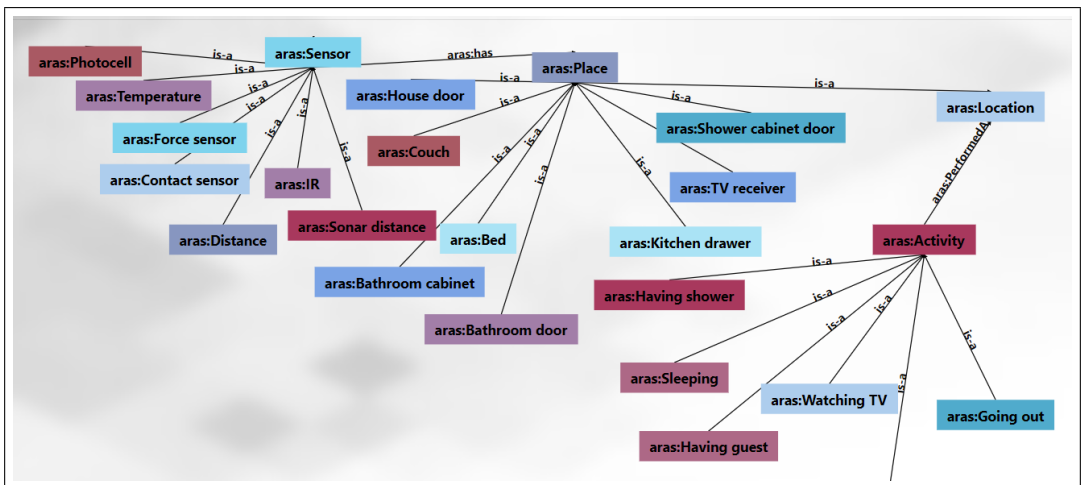 aras:Photocell
is-a
aras:Sensor
aras:has
aras:Place
is-a
aras:Temperature
is-a
aras:House door
is-a
is-a
aras:Location
is-a
is-a
is-a
is-a
is-a
aras:Force sensor
is-a
aras:Shower cabinet door
aras:Couch
is-a
is-a
is-a
aras:PerformedA
aras:Contact sensor
aras:IR
is-a
is-a
aras:TV receiver
aras:Distance
aras:Sonar distance
aras:Bed
aras:Kitchen drawer
aras:Activity
is-a
aras:Bathroom cabinet
aras:Having shower
is-a
is-a
is-a
aras:Bathroom door
is-a
aras:Sleeping
is-a
aras:Watching TV
aras:Going out
aras:Having guest